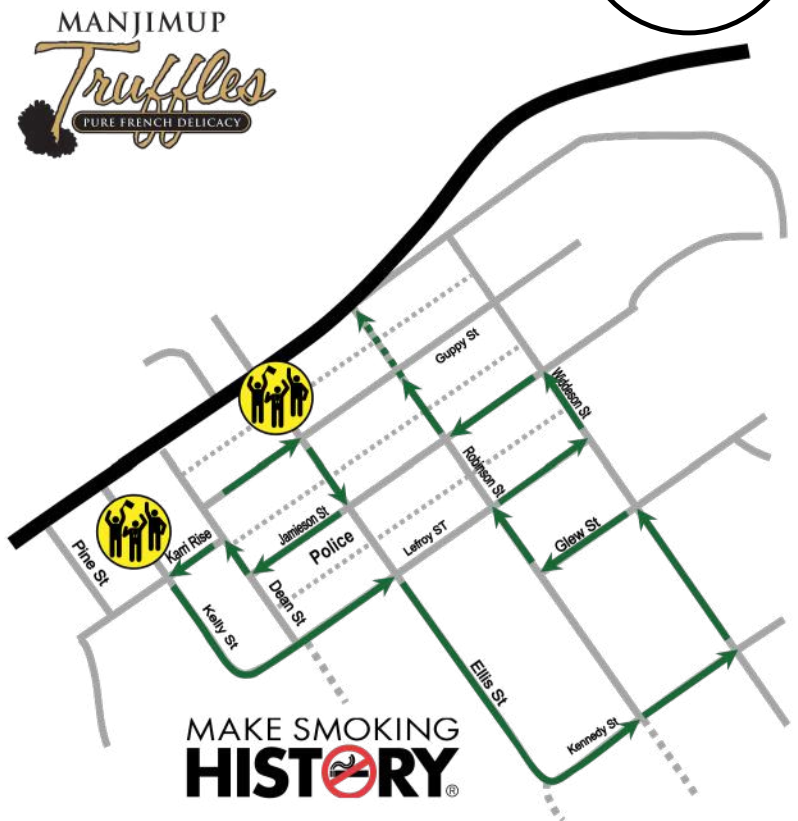 MANJIMUP
Truffles
PURE FRENCH DELICACY
Guppy St
Widdeson St
Robinson St
Jamieson St
Police
Lefroy ST
Glew St
Karri Rise
Pine St
Dean St
Kelly St
Ellis St
Kennedy St
MAKE SMOKING
HISTORY®